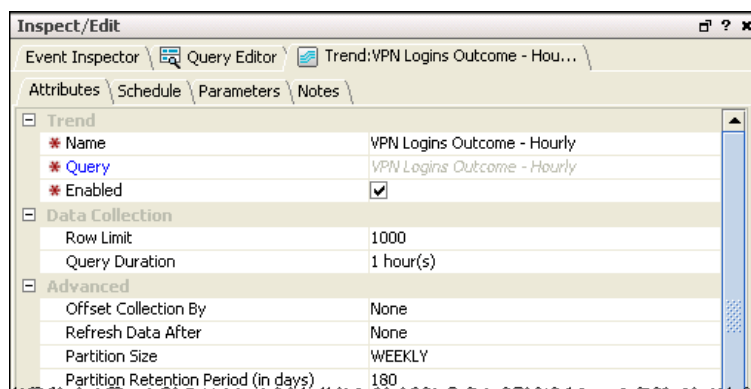 Inspect/Edit
Event Inspector Query Editor Trend:VPN Logins Outcome - Hou...
Attributes Schedule Parameters Notes
Trend
* Name VPN Logins Outcome - Hourly
* Query VPN Logins Outcome - Hourly
* Enabled
Data Collection
Row Limit 1000
Query Duration 1 hour(s)
Advanced
Offset Collection By None
Refresh Data After None
Partition Size WEEKLY
Partition Retention Period (in days) 180